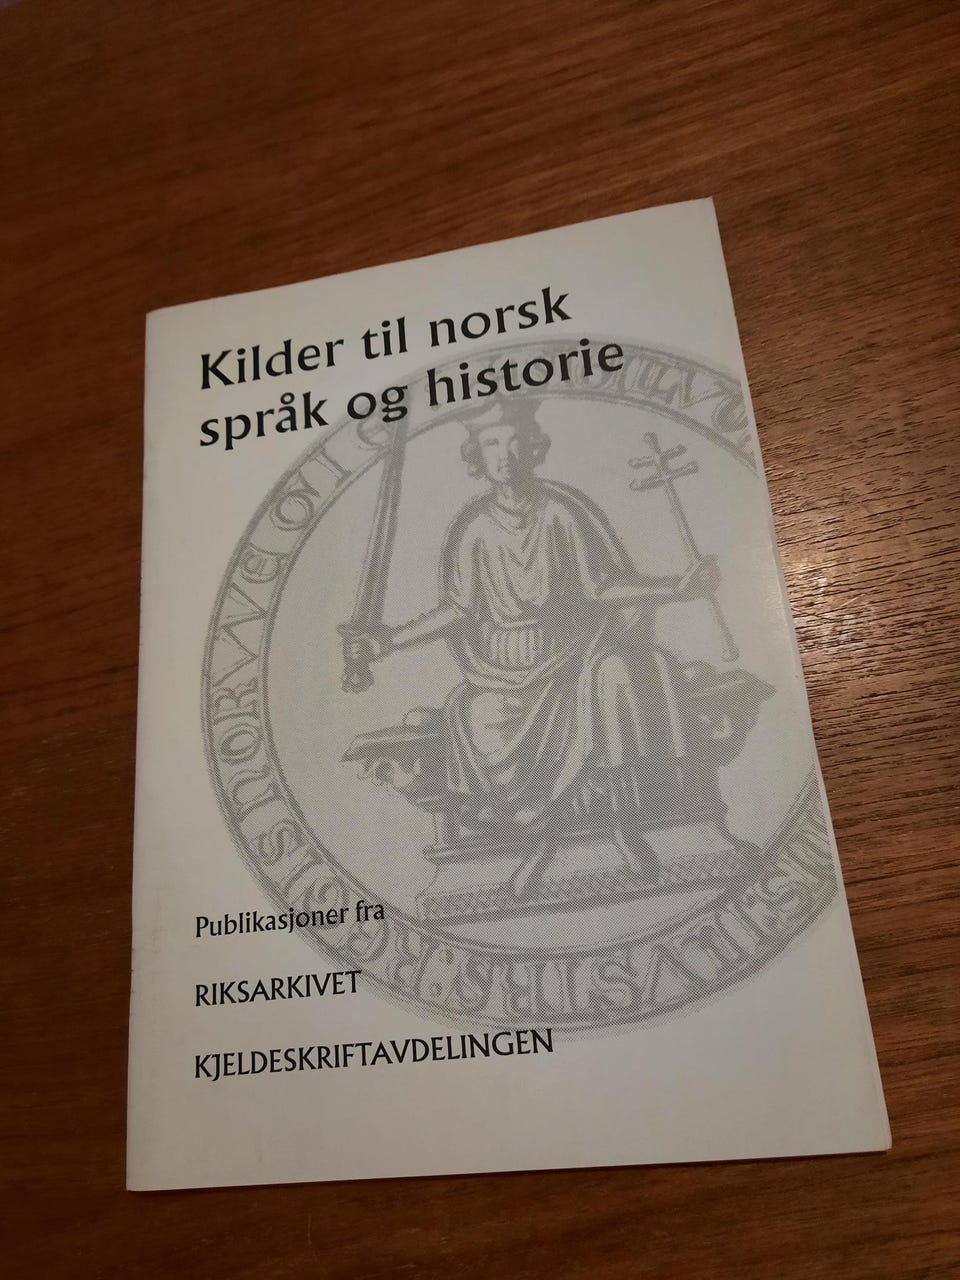 Kilder til norsk
språk og historie
Publikasjoner fra
RIKSARKIVET
KJELDESKRIFTAVDELINGEN